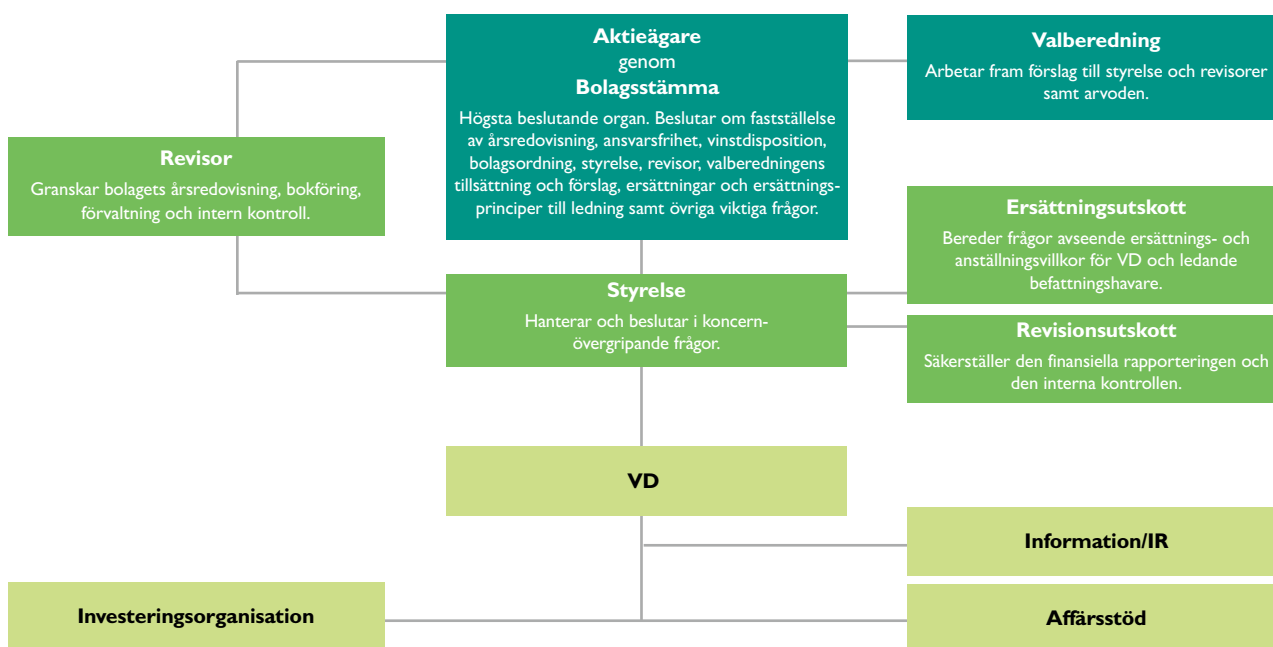 Aktieägare
genom
Bolagsstämma
Högsta beslutande organ. Beslutar om fastställelse
av årsredovisning, ansvarsfrihet, vinstdisposition,
bolagsordning, styrelse, revisor, valberedningens
tillsättning och förslag, ersättningar och ersättnings-
principer till ledning samt övriga viktiga frågor.
Valberedning
Arbetar fram förslag till styrelse och revisorer
samt arvoden.
Revisor
Granskar bolagets årsredovisning, bokföring,
förvaltning och intern kontroll.
Ersättningsutskott
Bereder frågor avseende ersättnings- och
anställningsvillkor för VD och ledande
befattningshavare.
Styrelse
Hanterar och beslutar i koncern-
övergripande frågor.
Revisionsutskott
Säkerställer den finansiella rapporteringen och
den interna kontrollen.
VD
Information/IR
Investeringsorganisation
Affärsstöd